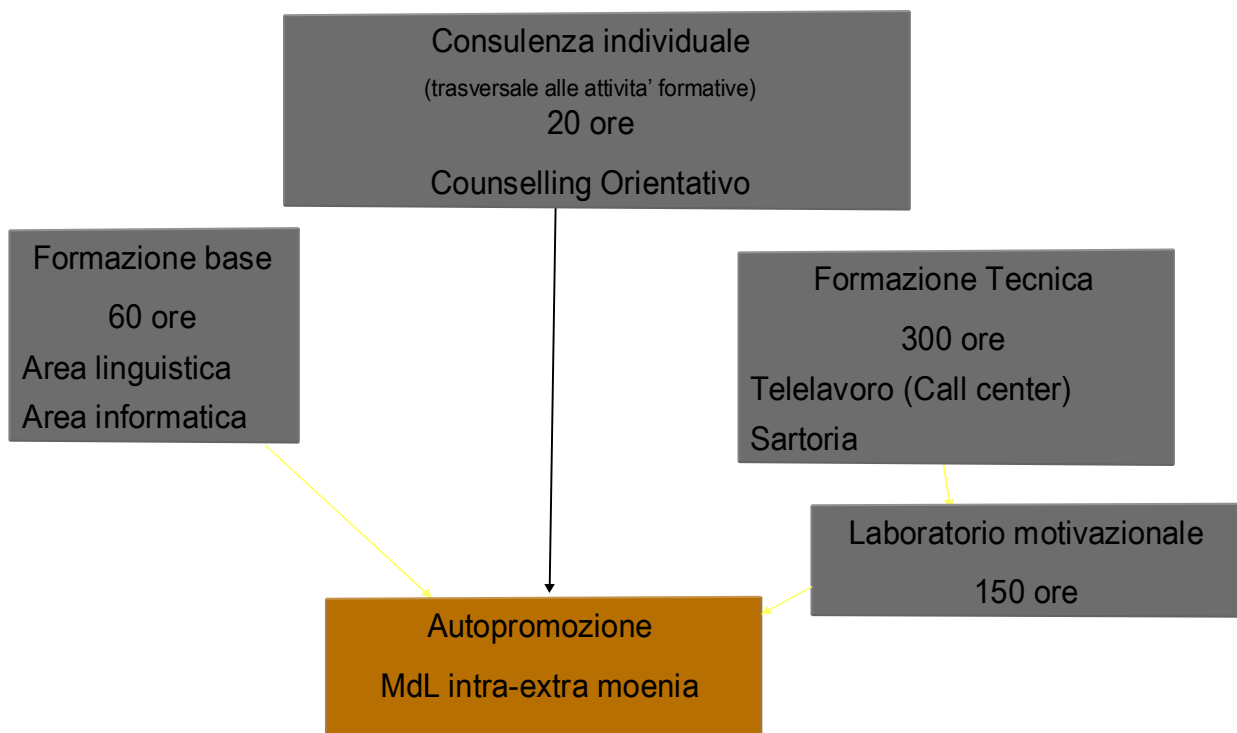 Consulenza individuale
(trasversale alle attivita’ formative)
20 ore
Counselling Orientativo
Formazione base
60 ore
Area linguistica
Area informatica
Formazione Tecnica
300 ore
Telelavoro (Call center)
Sartoria
Laboratorio motivazionale
150 ore
Autopromozione
MdL intra-extra moenia